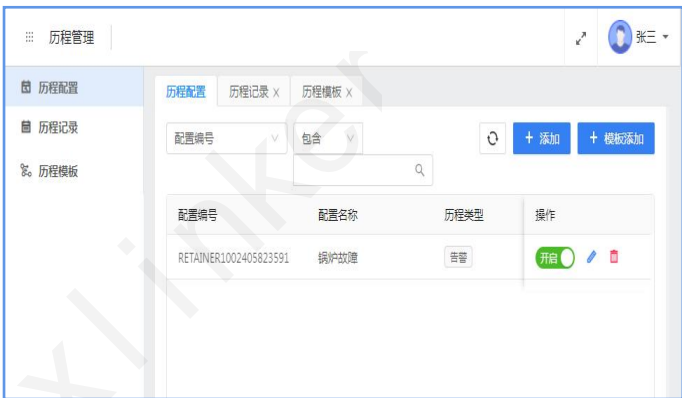 历程管理
张三
历程配置
历程记录
历程模板
历程配置 历程记录 X 历程模板 X
配置编号 包含 + 添加 + 模板添加
配置编号 配置名称 历程类型 操作
RETAINER1002405823591 锅炉故障 告警 开启
xlinker